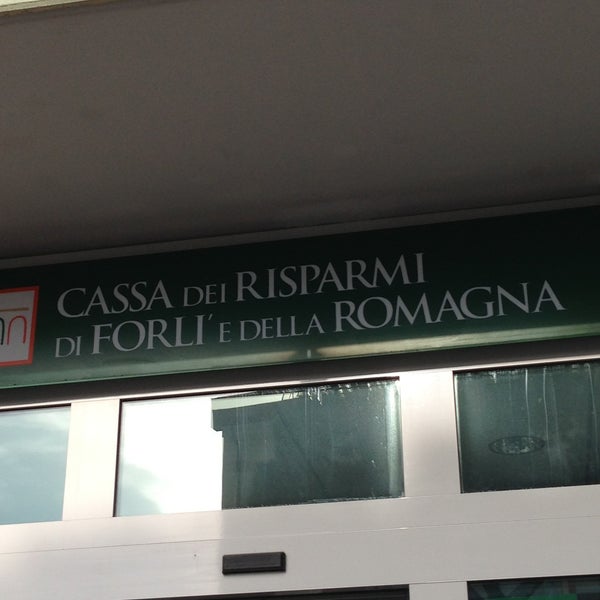 CASSA DEI RISPARMI
DI FORLI' E DELLA ROMAGNA